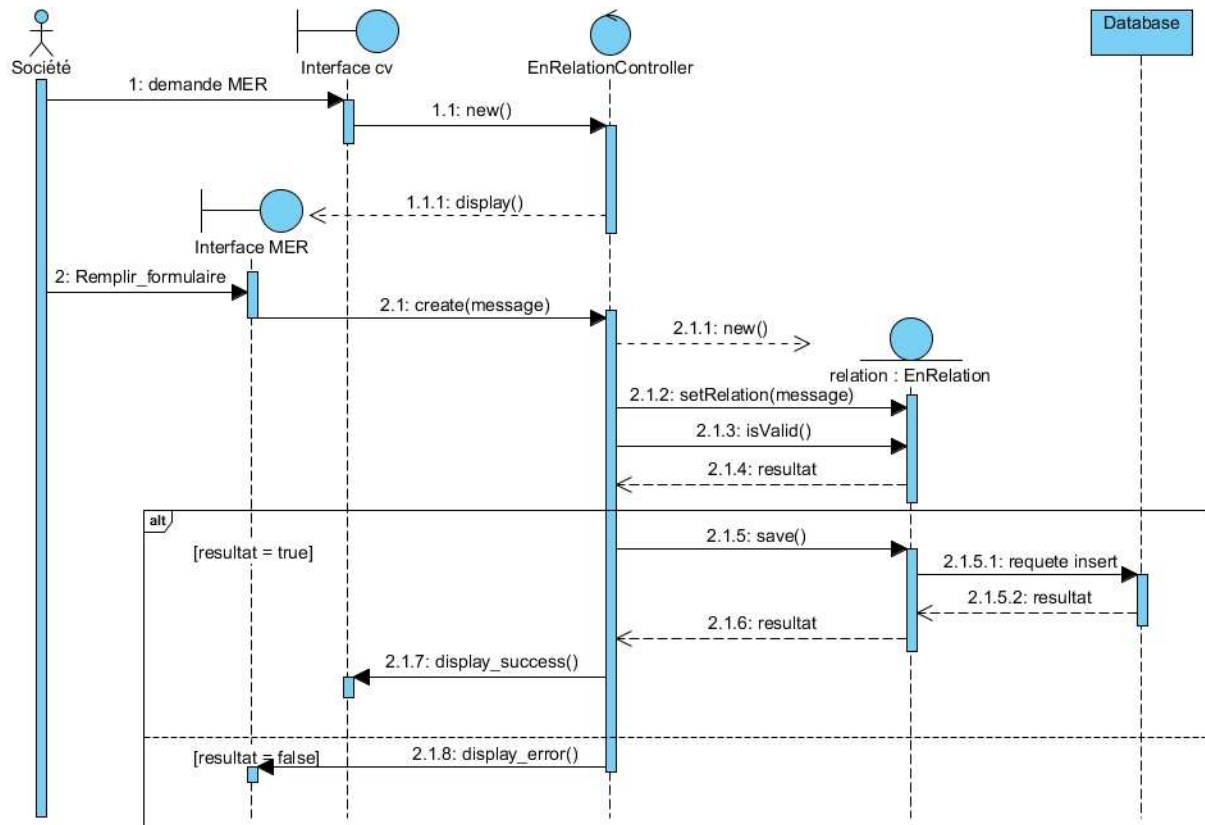 Société
Interface cv
EnRelationController
Database
1: demande MER
1.1: new()
1.1.1: display()
Interface MER
2: Remplir_formulaire
2.1: create(message)
2.1.1: new()
relation : EnRelation
2.1.2: setRelation(message)
2.1.3: isValid()
2.1.4: resultat
alt
[resultat = true]
2.1.5: save()
2.1.5.1: requete insert
2.1.5.2: resultat
2.1.6: resultat
2.1.7: display_success()
[resultat = false]
2.1.8: display_error()